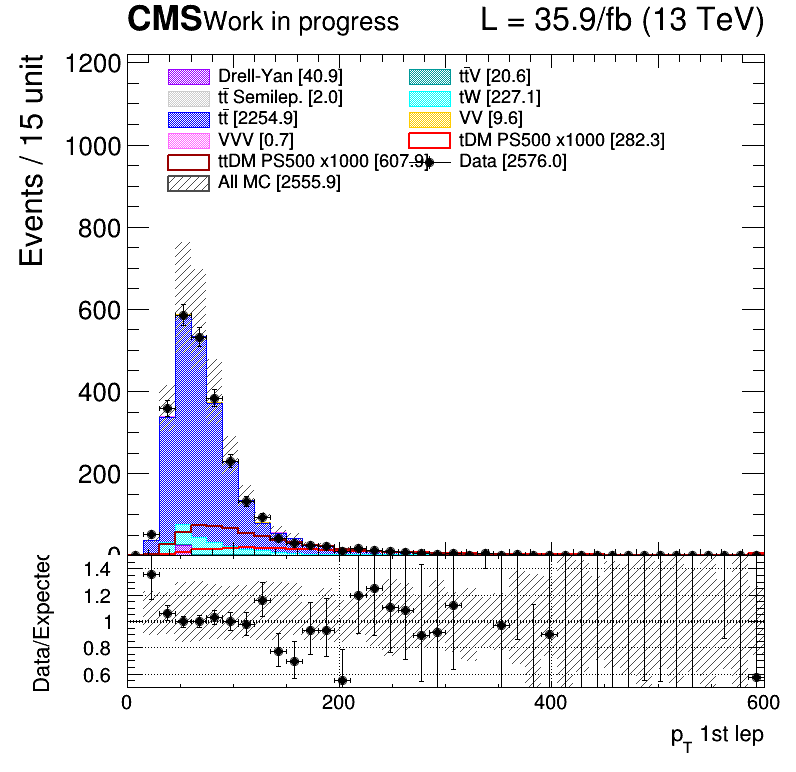 CMS Work in progress L = 35.9/fb (13 TeV)
Events / 15 unit
1200
1000
800
600
400
200
0
Drell-Yan [40.9]
tt̄ Semilep. [2.0]
tt̄ [2254.9]
VVV [0.7]
ttDM PS500 x1000 [607.9]
All MC [2555.9]
tt̄V [20.6]
tW [227.1]
VV [9.6]
tDM PS500 x1000 [282.3]
Data [2576.0]
Data/Expected
1.4
1.2
1
0.8
0.6
0 200 400 600
p_T 1st lep